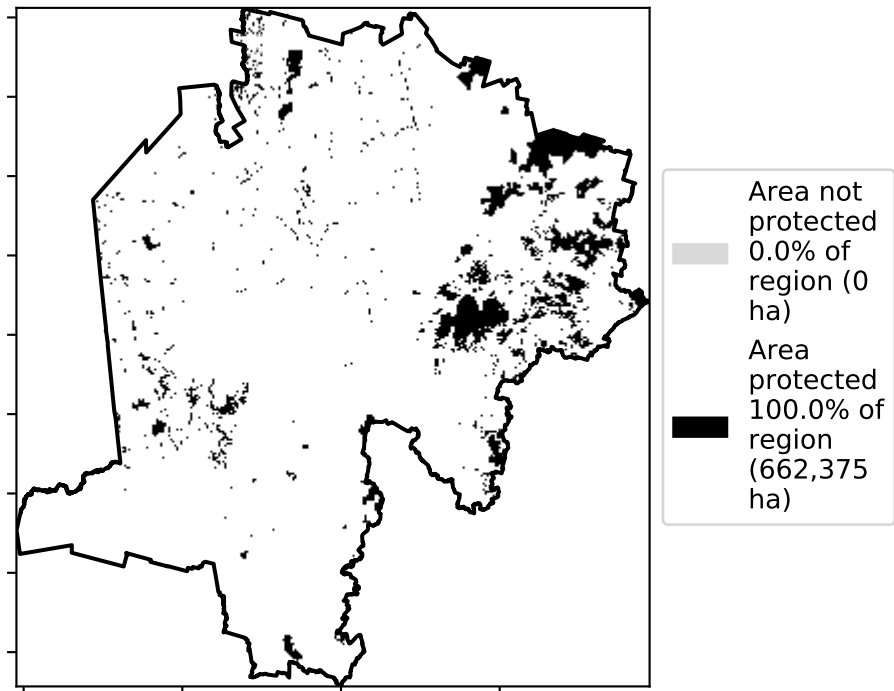 Area not
protected
0.0% of
region (0
ha)
Area
protected
100.0% of
region
(662,375
ha)